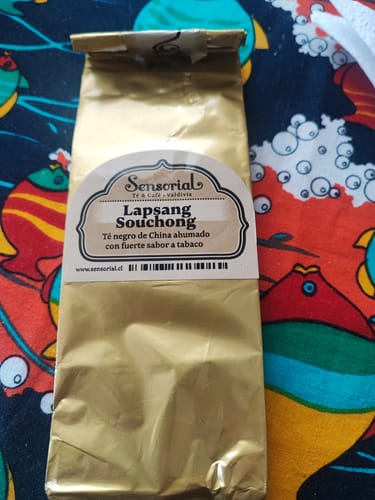 Sensorial
Té & Café - Valdivia
Lapsang
Souchong
Té negro de China ahumado
con fuerte sabor a tabaco
www.sensorial.cl